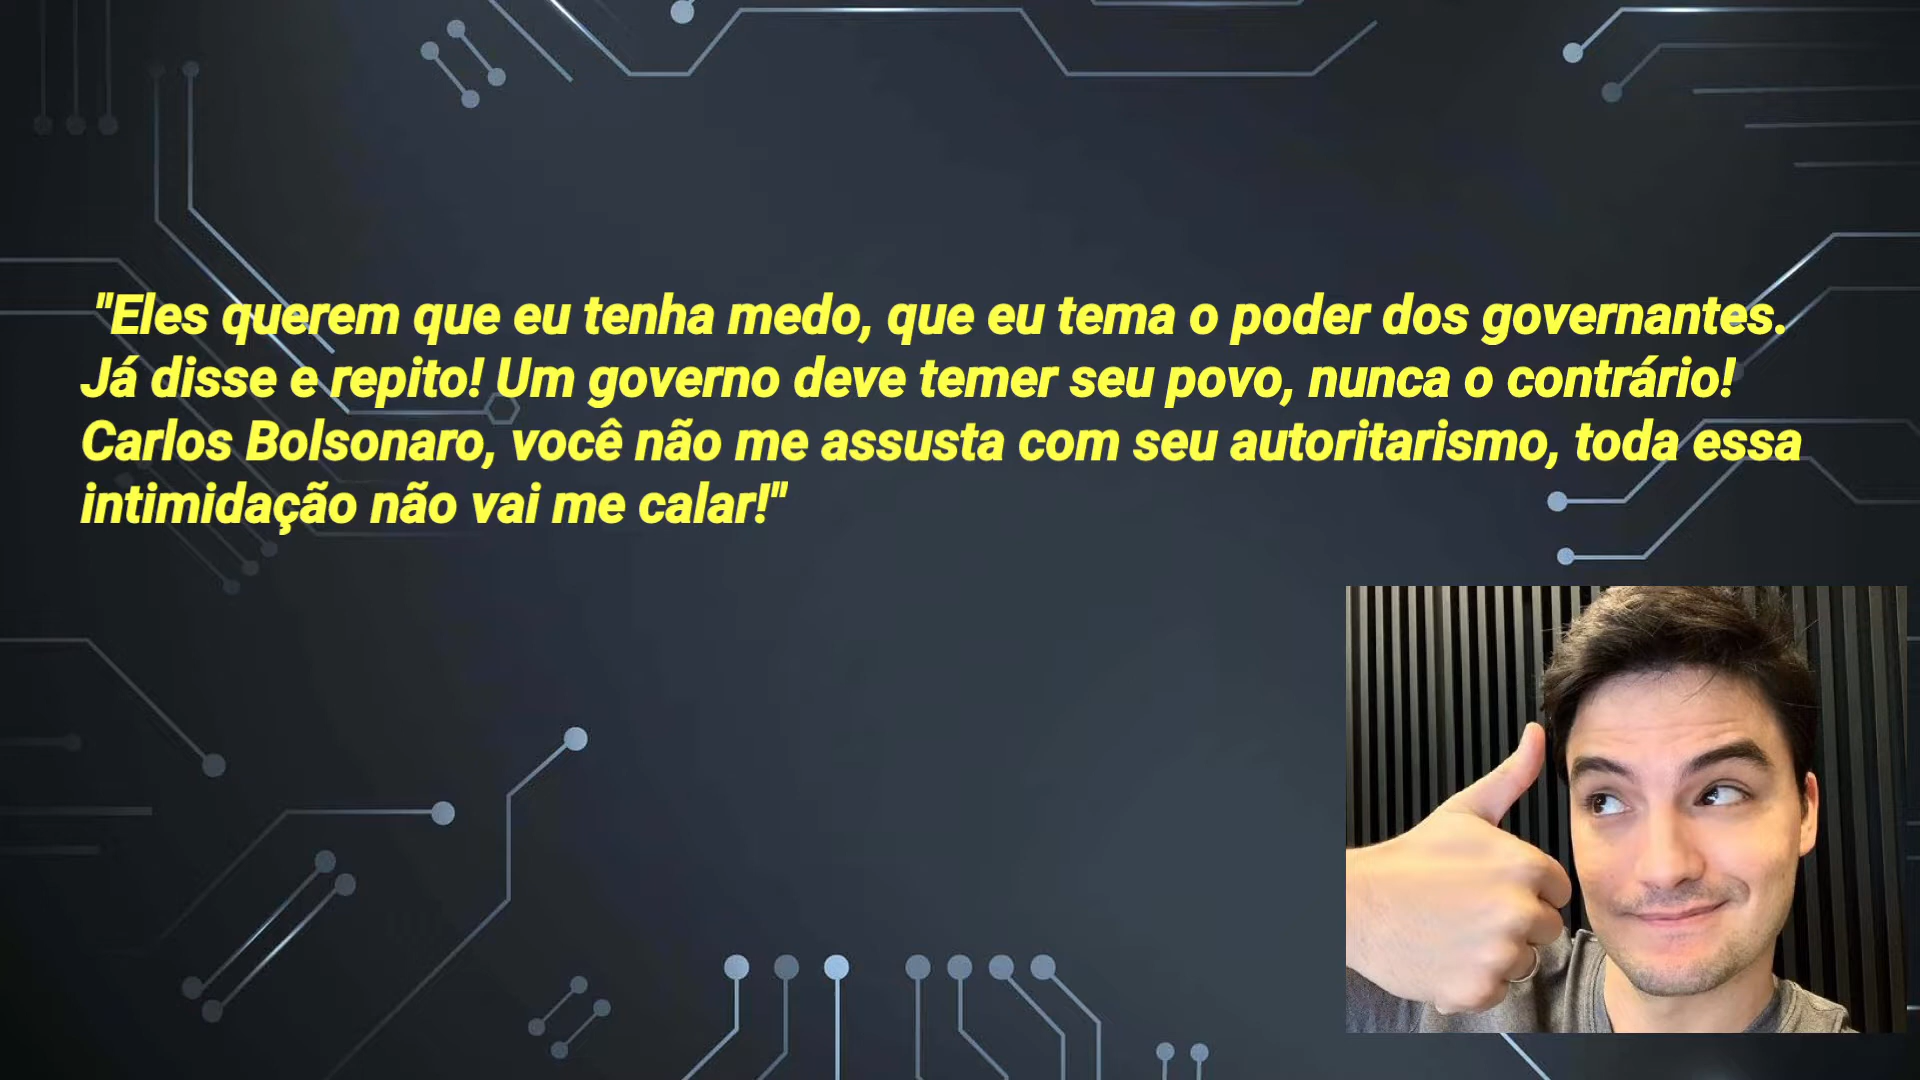 "Eles querem que eu tenha medo, que eu tema o poder dos governantes.
Já disse e repito! Um governo deve temer seu povo, nunca o contrário!
Carlos Bolsonaro, você não me assusta com seu autoritarismo, toda essa
intimidação não vai me calar!"